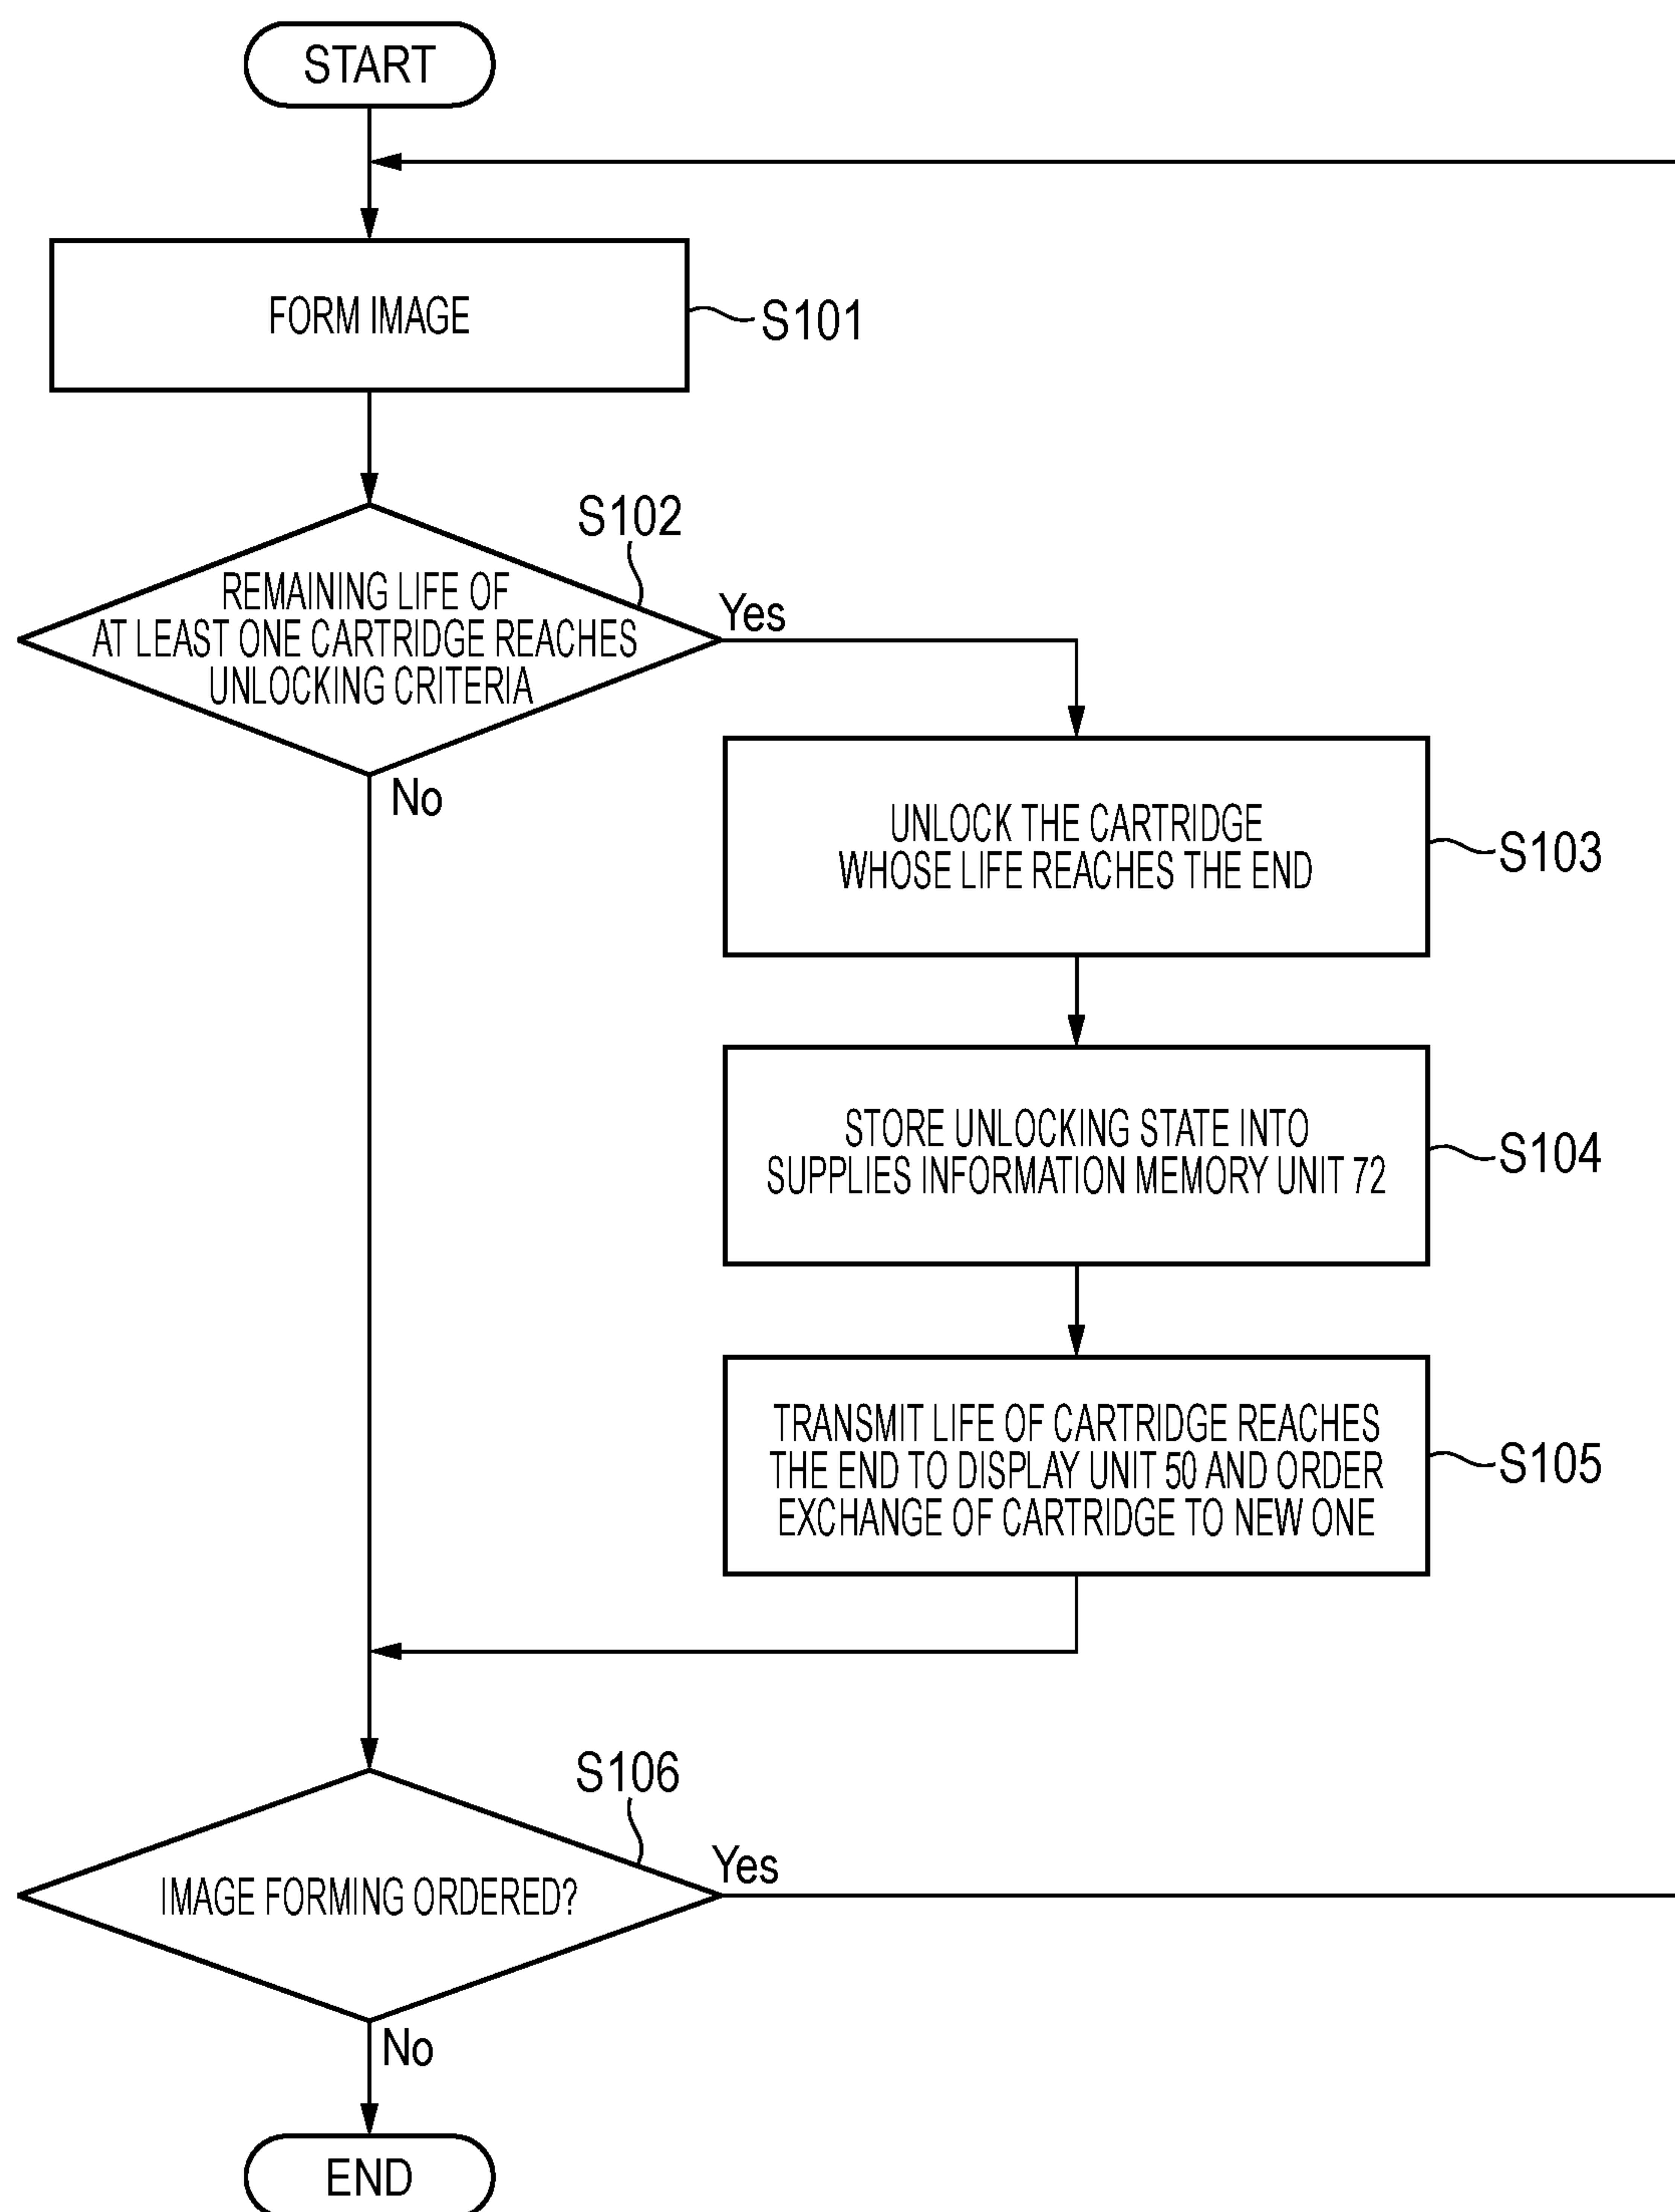 START
FORM IMAGE
S101
S102
REMAINING LIFE OF
AT LEAST ONE CARTRIDGE REACHES
UNLOCKING CRITERIA
Yes
No
UNLOCK THE CARTRIDGE
WHOSE LIFE REACHES THE END
S103
STORE UNLOCKING STATE INTO
SUPPLIES INFORMATION MEMORY UNIT 72
S104
TRANSMIT LIFE OF CARTRIDGE REACHES
THE END TO DISPLAY UNIT 50 AND ORDER
EXCHANGE OF CARTRIDGE TO NEW ONE
S105
S106
IMAGE FORMING ORDERED?
Yes
No
END